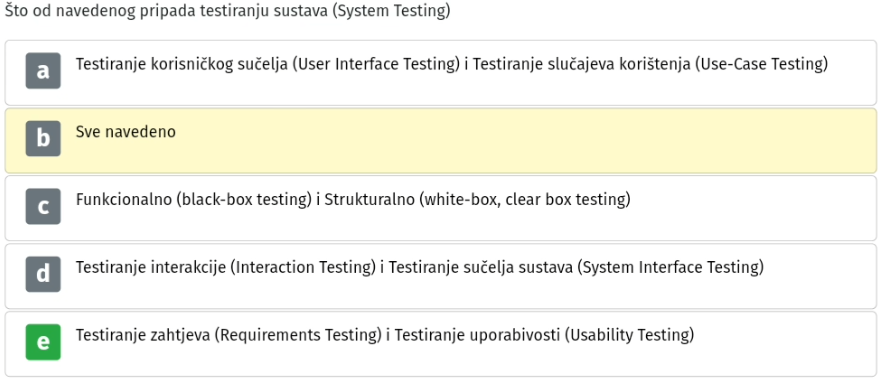 Što od navedenog pripada testiranju sustava (System Testing)
a Testiranje korisničkog sučelja (User Interface Testing) i Testiranje slučajeva korištenja (Use-Case Testing)
b Sve navedeno
c Funkcionalno (black-box testing) i Strukturalno (white-box, clear box testing)
d Testiranje interakcije (Interaction Testing) i Testiranje sučelja sustava (System Interface Testing)
e Testiranje zahtjeva (Requirements Testing) i Testiranje uporabivosti (Usability Testing)